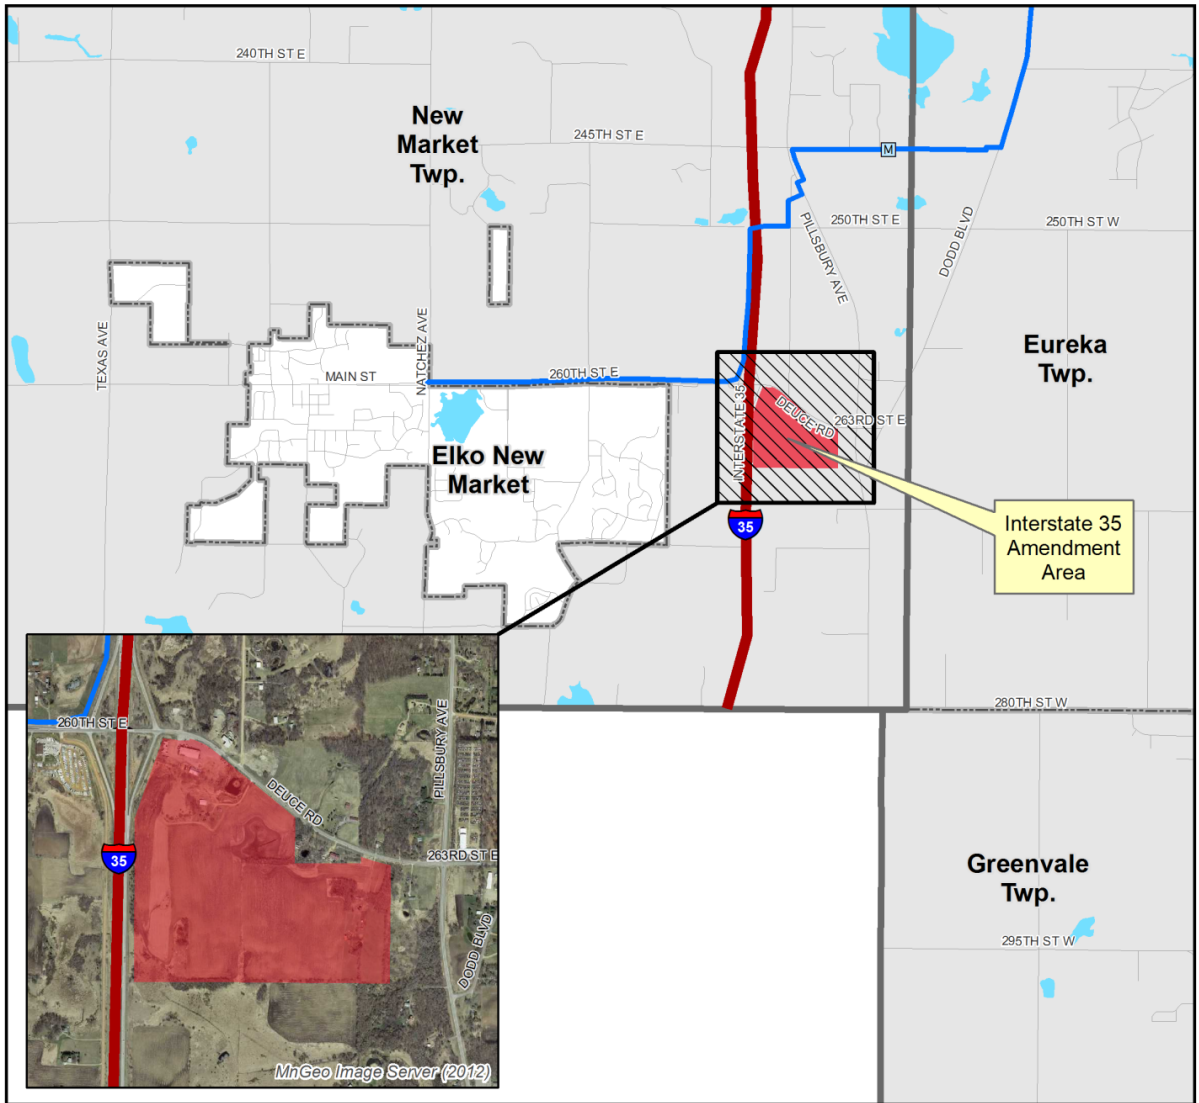 240TH ST E
New
Market
Twp.
245TH ST E
M
250TH ST E
250TH ST W
PILLSBURY AVE
DODD BLVD
TEXAS AVE
NATCHEZ AVE
MAIN ST
260TH ST E
Eureka
Twp.
INTERSTATE 35
DEUCE RD
263RD ST E
Elko New
Market
35
Interstate 35
Amendment
Area
280TH ST W
260TH ST E
PILLSBURY AVE
DEUCE RD
35
263RD ST E
DODD BLVD
MnGeo Image Server (2012)
Greenvale
Twp.
295TH ST W